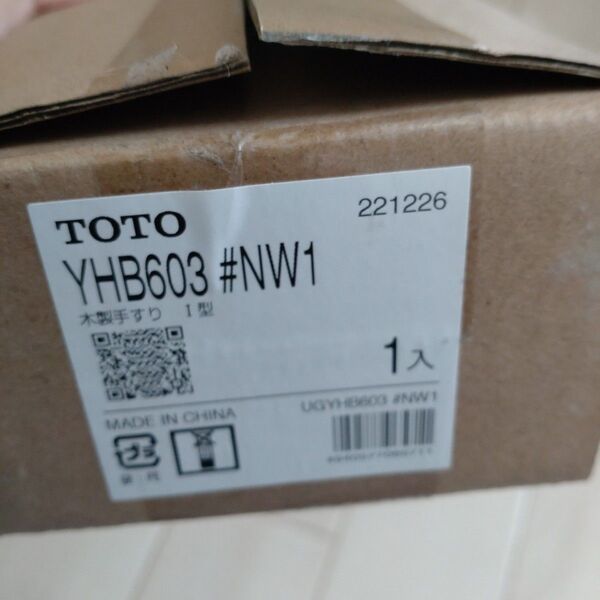 TOTO
221226
YHB603 #NW1
木製手すり I型
1入
MADE IN CHINA
UGYHB603 #NW1
プラ